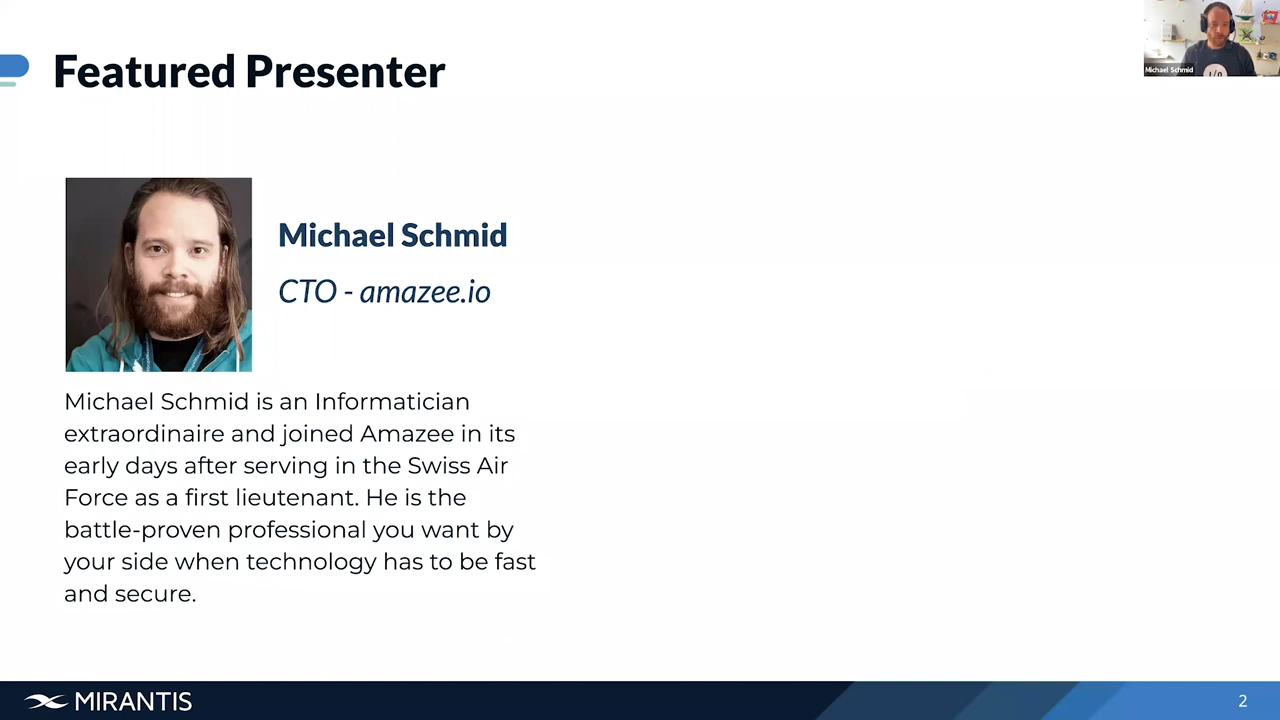 Featured Presenter
Michael Schmid
Michael Schmid
CTO - amazee.io
Michael Schmid is an Informatician
extraordinaire and joined Amazee in its
early days after serving in the Swiss Air
Force as a first lieutenant. He is the
battle-proven professional you want by
your side when technology has to be fast
and secure.
MIRANTIS
2